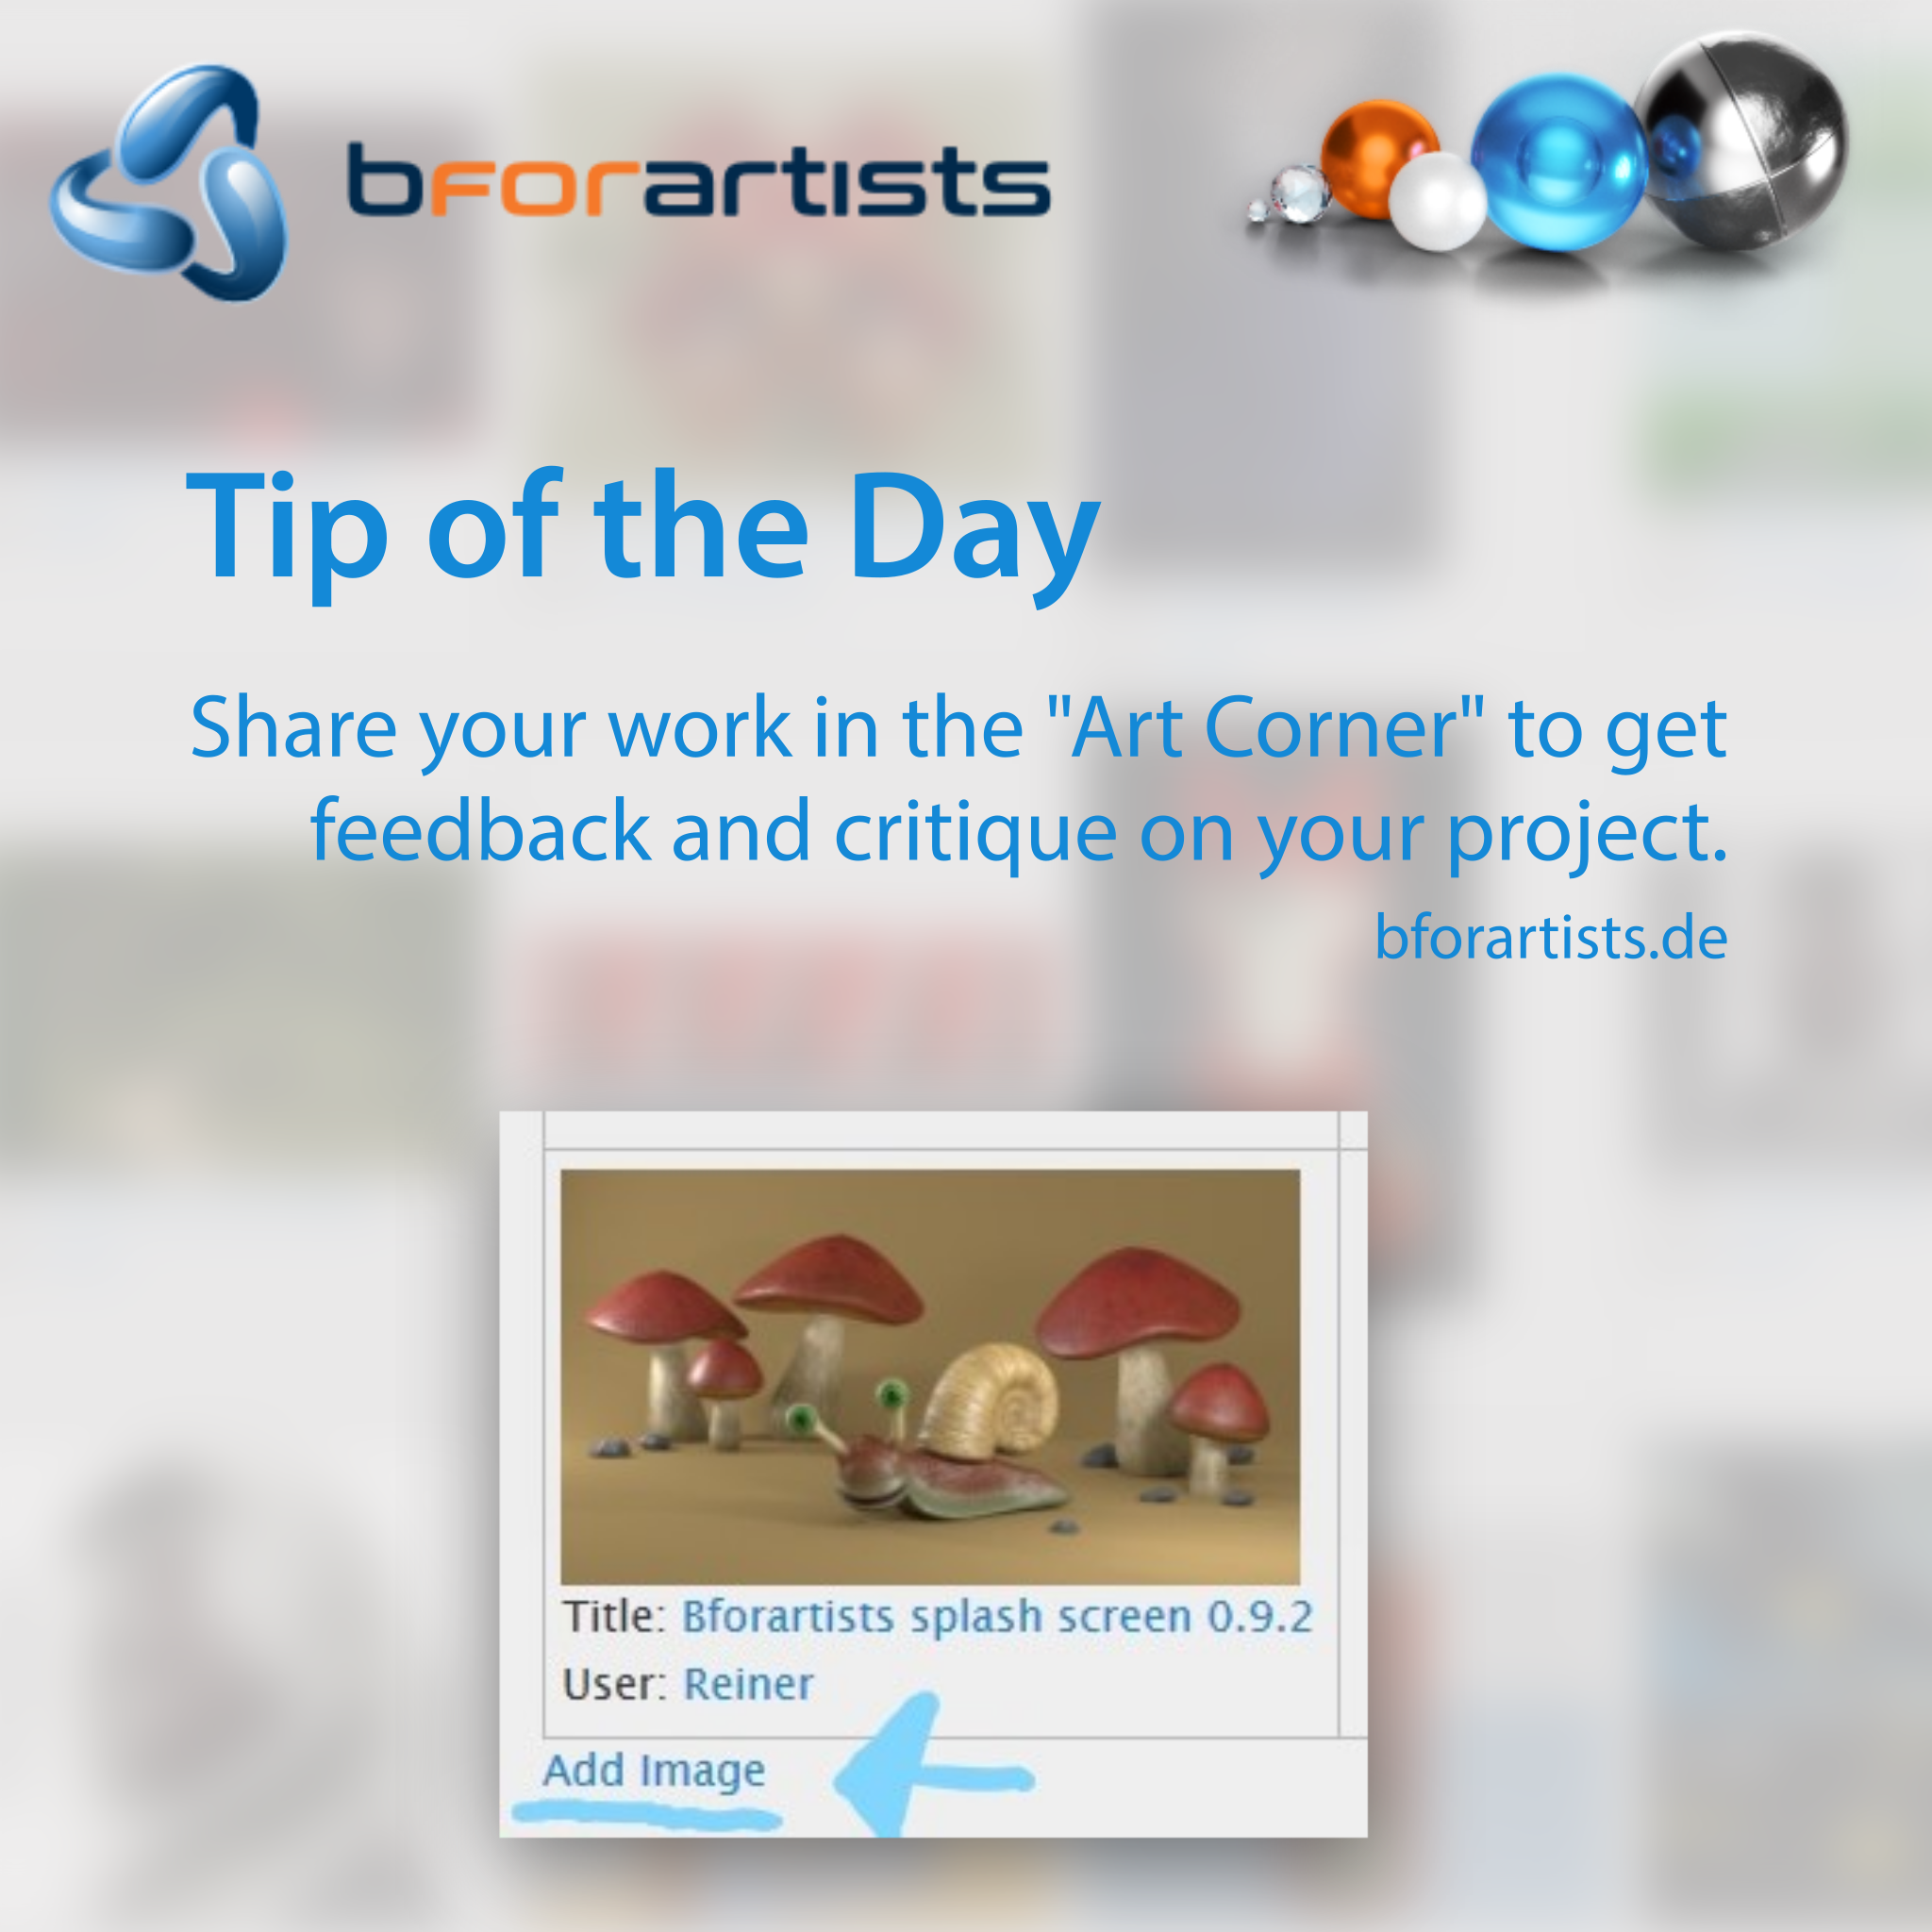 bforartists
Tip of the Day
Share your work in the "Art Corner" to get
feedback and critique on your project.
bforartists.de
Title: Bforartists splash screen 0.9.2
User: Reiner
Add Image